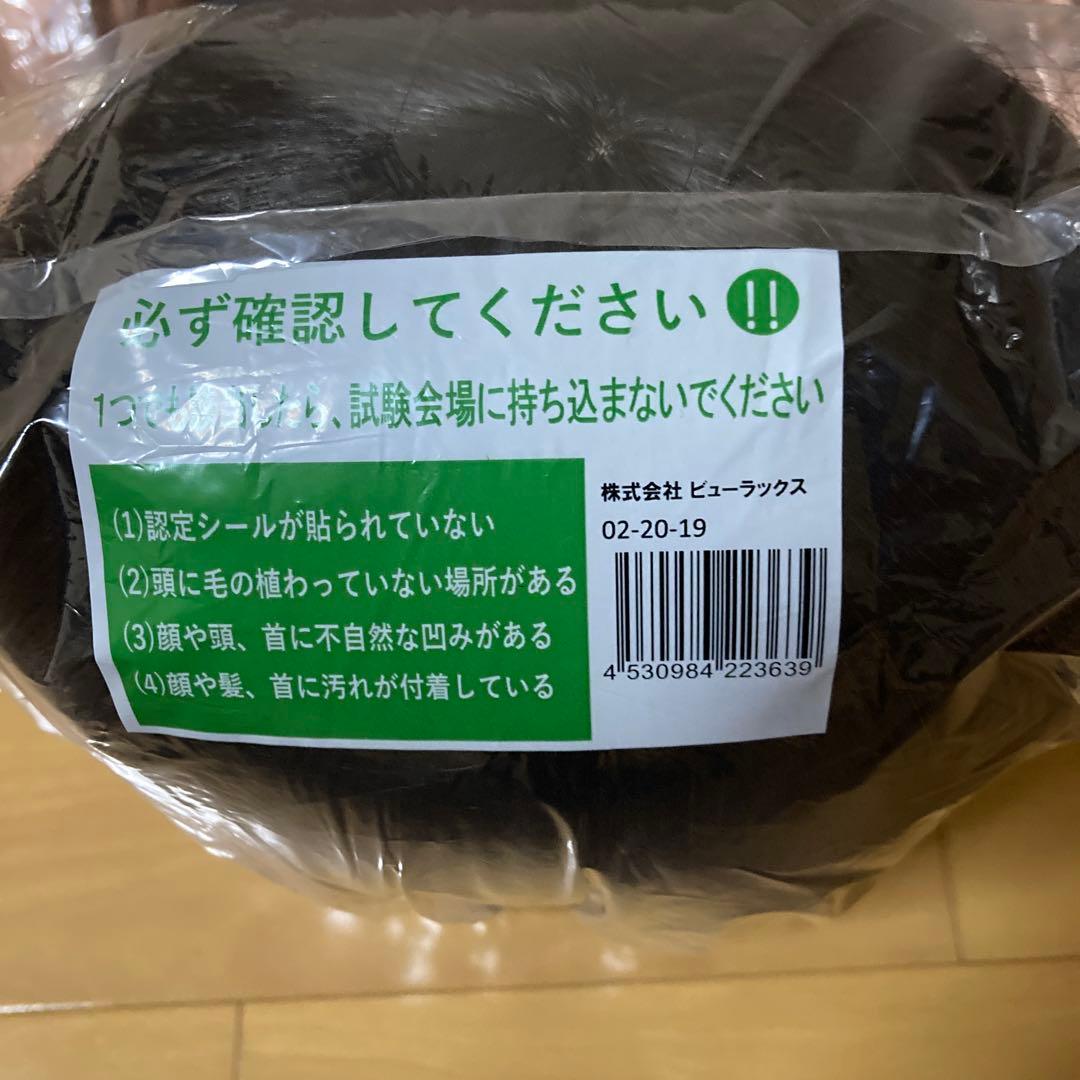 必ず確認してください!!
1つでも該当したら、試験会場に持ち込まないでください
(1)認定シールが貼られていない
(2)頭に毛の植わっていない場所がある
(3)顔や頭、首に不自然な凹みがある
(4)顔や髪、首に汚れが付着している
株式会社 ビューラックス
02-20-19
4 530984 223639